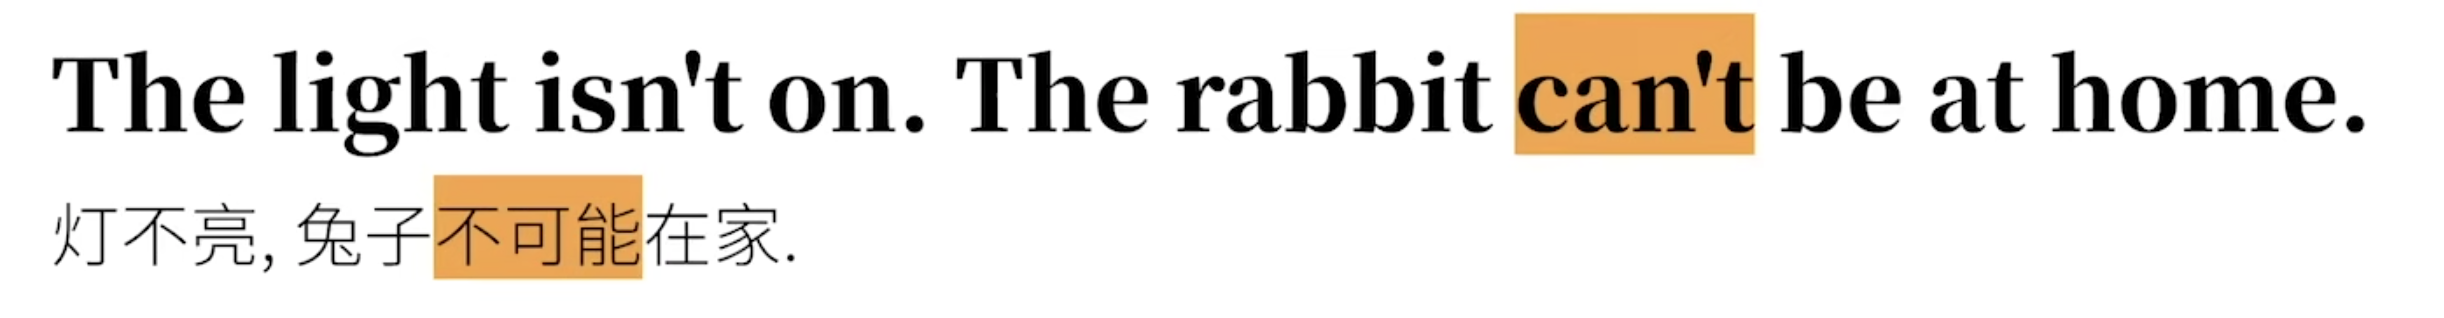 The light isn't on. The rabbit can't be at home.
灯不亮, 兔子不可能在家.